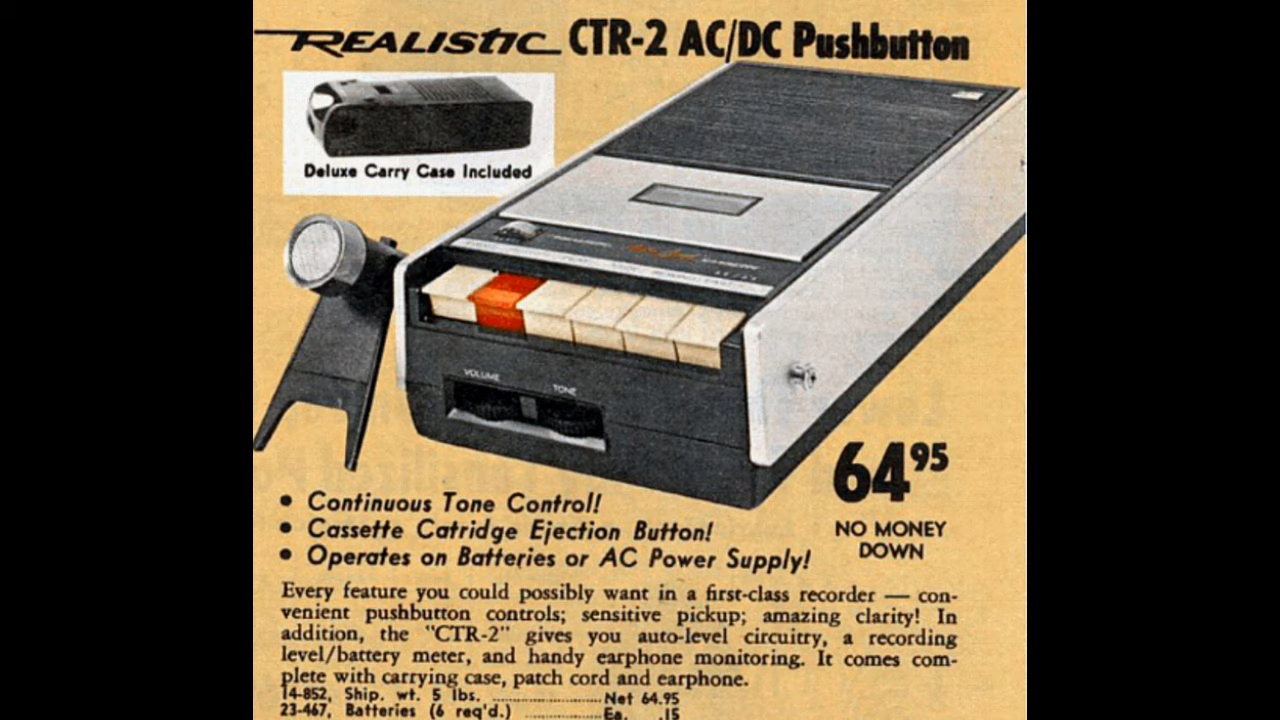 REALISTIC CTR-2 AC/DC Pushbutton
Deluxe Carry Case Included
VOLUME
TONE
64⁹⁵
NO MONEY
DOWN
• Continuous Tone Control!
• Cassette Catridge Ejection Button!
• Operates on Batteries or AC Power Supply!
Every feature you could possibly want in a first-class recorder — con-
venient pushbutton controls; sensitive pickup; amazing clarity! In
addition, the "CTR-2" gives you auto-level circuitry, a recording
level/battery meter, and handy earphone monitoring. It comes com-
plete with carrying case, patch cord and earphone.
14-852, Ship. wt. 5 lbs. ........................Net 64.95
23-467, Batteries (6 req'd.) ................Ea. .15